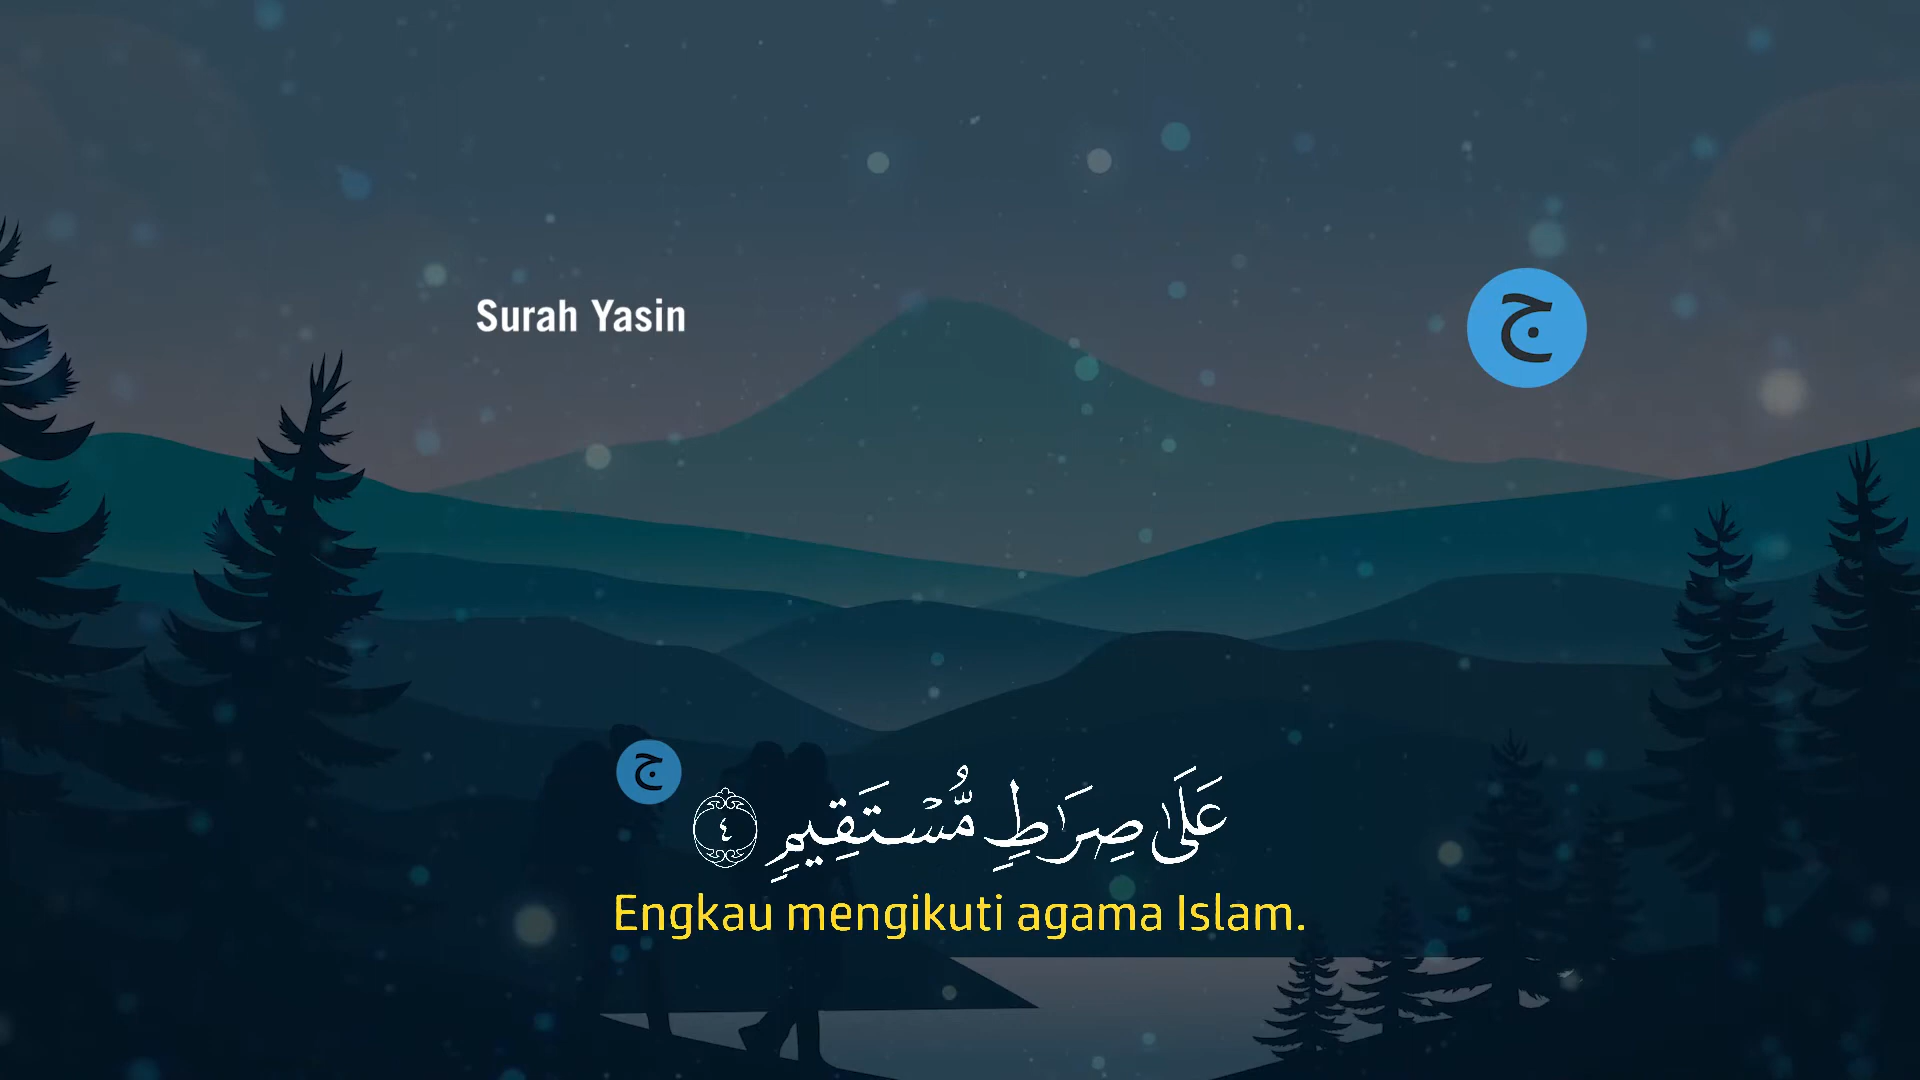 Surah Yasin
ج
ج
عَلَىٰ صِرَٰطٍ مُّسْتَقِيمٍ ٤
Engkau mengikuti agama Islam.